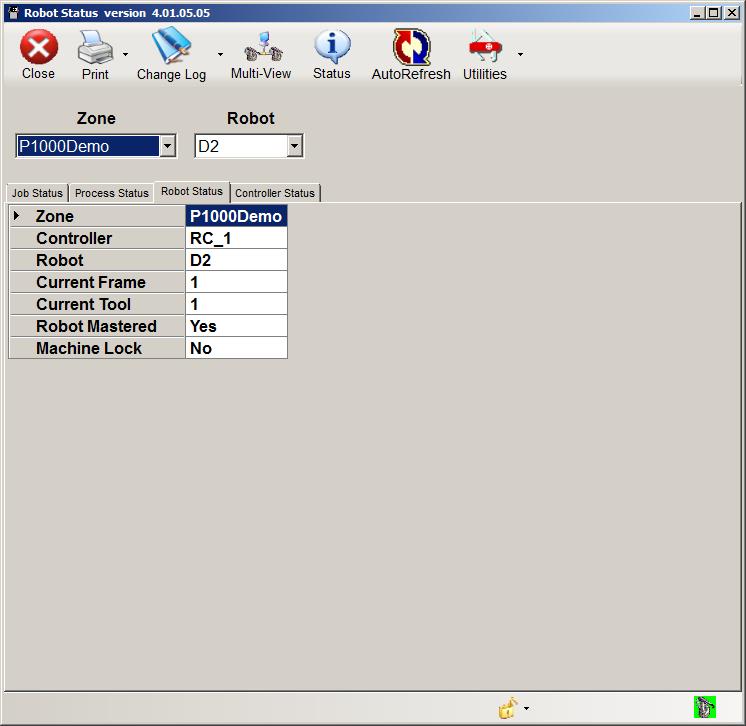 Robot Status version 4.01.05.05
Close Print Change Log Multi-View Status AutoRefresh Utilities
Zone Robot
P1000Demo D2
Job Status Process Status Robot Status Controller Status
Zone P1000Demo
Controller RC_1
Robot D2
Current Frame 1
Current Tool 1
Robot Mastered Yes
Machine Lock No